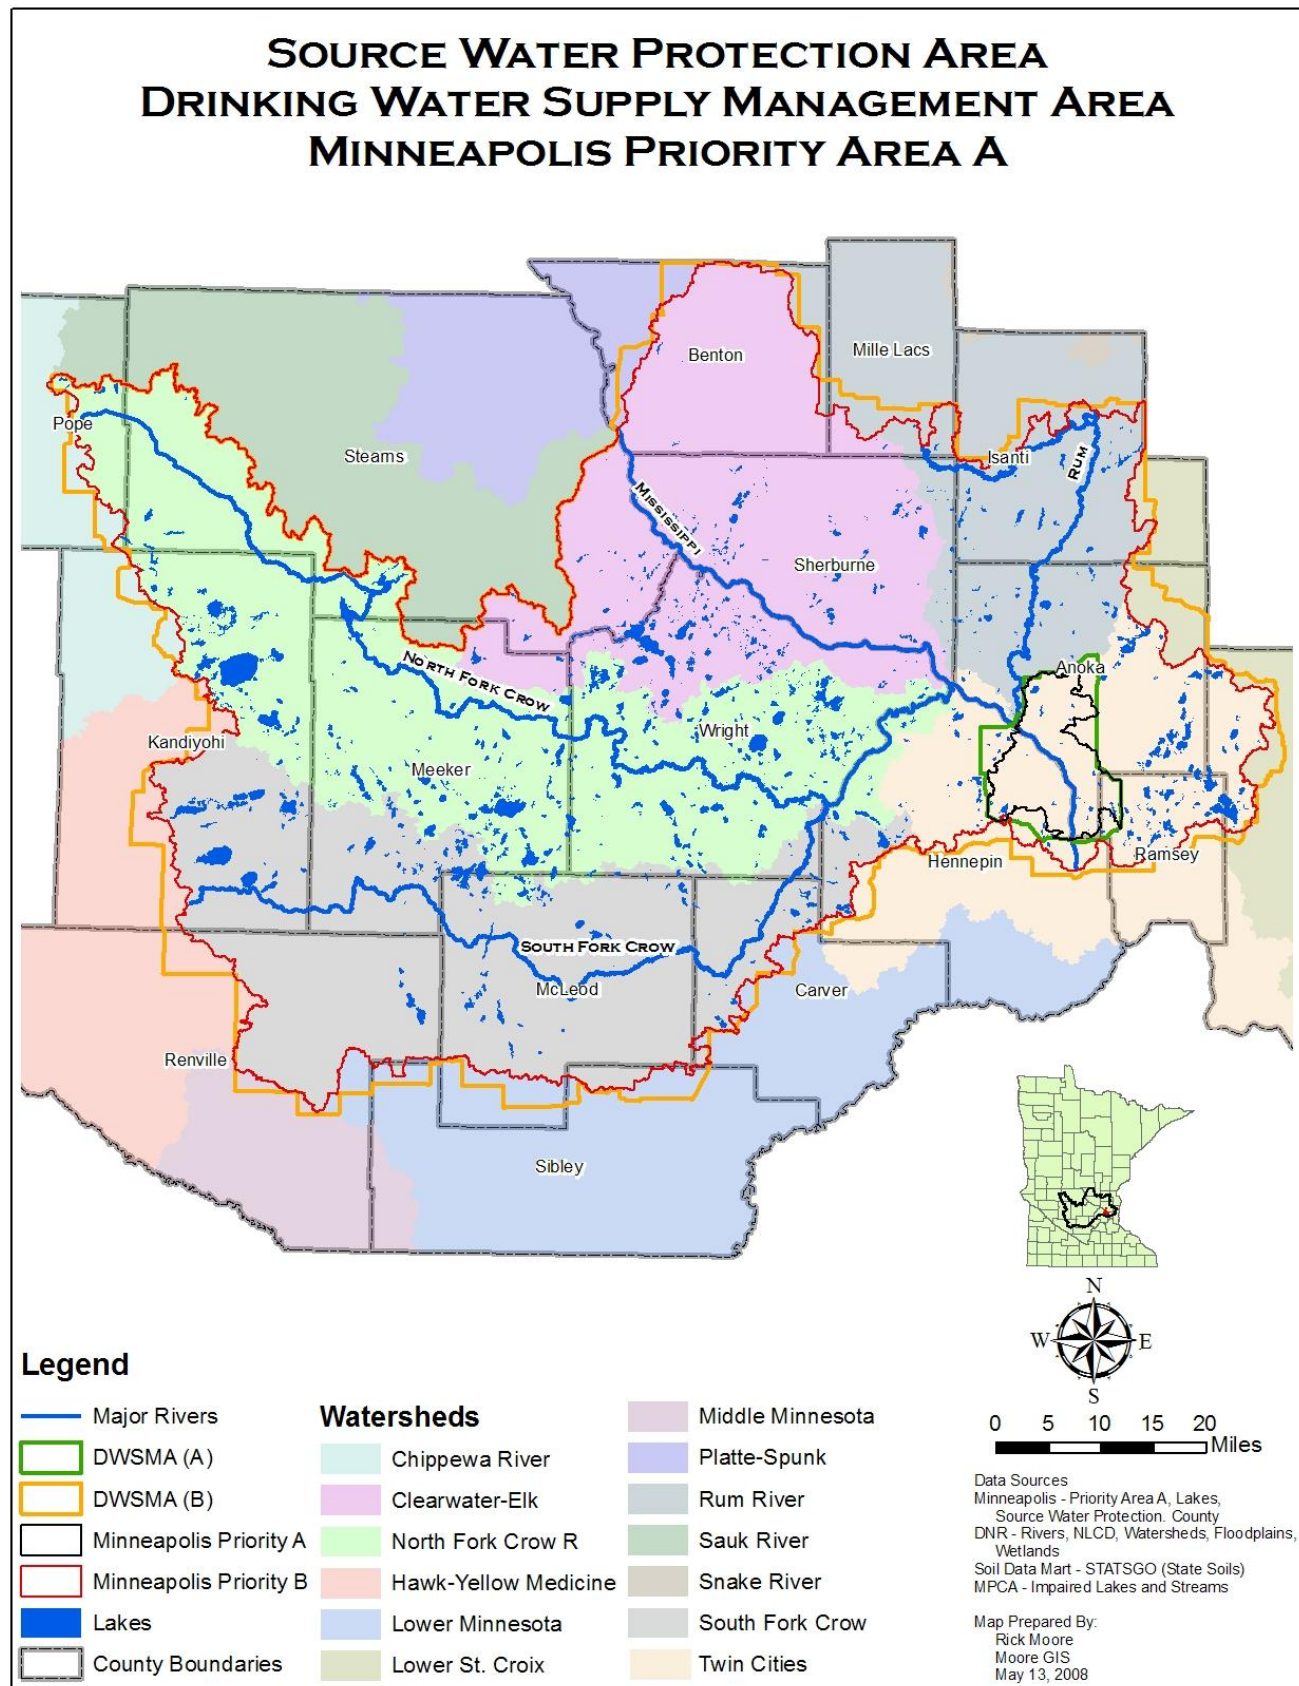 SOURCE WATER PROTECTION AREA
DRINKING WATER SUPPLY MANAGEMENT AREA
MINNEAPOLIS PRIORITY AREA A
Benton
Mille Lacs
Pope
Stearns
Isanti
RUM
MISSISSIPPI
Sherburne
NORTH FORK CROW
Anoka
Kandiyohi
Wright
Meeker
Hennepin
Ramsey
SOUTH FORK CROW
McLeod
Carver
Renville
Sibley
N
W
E
S
Legend
Major Rivers
DWSMA (A)
DWSMA (B)
Minneapolis Priority A
Minneapolis Priority B
Lakes
County Boundaries
Watersheds
Chippewa River
Clearwater-Elk
North Fork Crow R
Hawk-Yellow Medicine
Lower Minnesota
Lower St. Croix
Middle Minnesota
Platte-Spunk
Rum River
Sauk River
Snake River
South Fork Crow
Twin Cities
0 5 10 15 20
Miles
Data Sources
Minneapolis - Priority Area A, Lakes,
Source Water Protection. County
DNR - Rivers, NLCD, Watersheds, Floodplains,
Wetlands
Soil Data Mart - STATSGO (State Soils)
MPCA - Impaired Lakes and Streams
Map Prepared By:
Rick Moore
Moore GIS
May 13, 2008